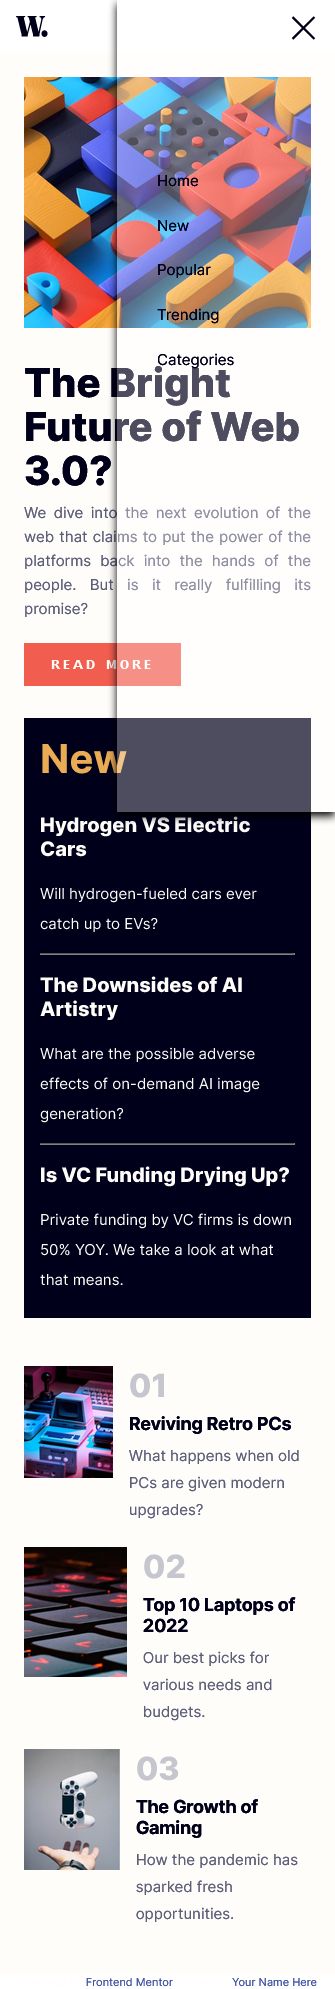 W.
Home
New
Popular
Trending
Categories
The Bright
Future of Web
3.0?
We dive into the next evolution of the
web that claims to put the power of the
platforms back into the hands of the
people. But is it really fulfilling its
promise?
READ MORE
New
Hydrogen VS Electric
Cars
Will hydrogen-fueled cars ever
catch up to EVs?
The Downsides of AI
Artistry
What are the possible adverse
effects of on-demand AI image
generation?
Is VC Funding Drying Up?
Private funding by VC firms is down
50% YOY. We take a look at what
that means.
01
Reviving Retro PCs
What happens when old
PCs are given modern
upgrades?
02
Top 10 Laptops of
2022
Our best picks for
various needs and
budgets.
03
The Growth of
Gaming
How the pandemic has
sparked fresh
opportunities.
Frontend Mentor Your Name Here